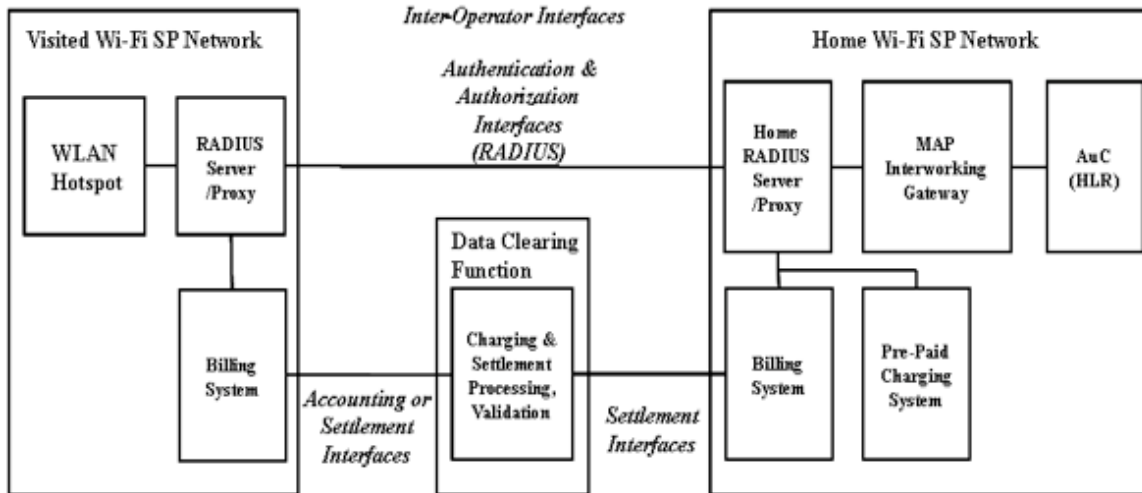 Inter-Operator Interfaces
Visited Wi-Fi SP Network
Home Wi-Fi SP Network
Authentication &
Authorization
Interfaces
(RADIUS)
WLAN
Hotspot
RADIUS
Server
/Proxy
Home
RADIUS
Server
/Proxy
MAP
Interworking
Gateway
AuC
(HLR)
Data Clearing
Function
Billing
System
Charging &
Settlement
Processing,
Validation
Billing
System
Pre-Paid
Charging
System
Accounting or
Settlement
Interfaces
Settlement
Interfaces